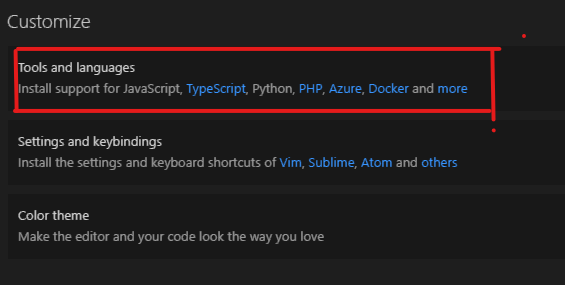 Customize
Tools and languages
Install support for JavaScript, TypeScript, Python, PHP, Azure, Docker and more
Settings and keybindings
Install the settings and keyboard shortcuts of Vim, Sublime, Atom and others
Color theme
Make the editor and your code look the way you love